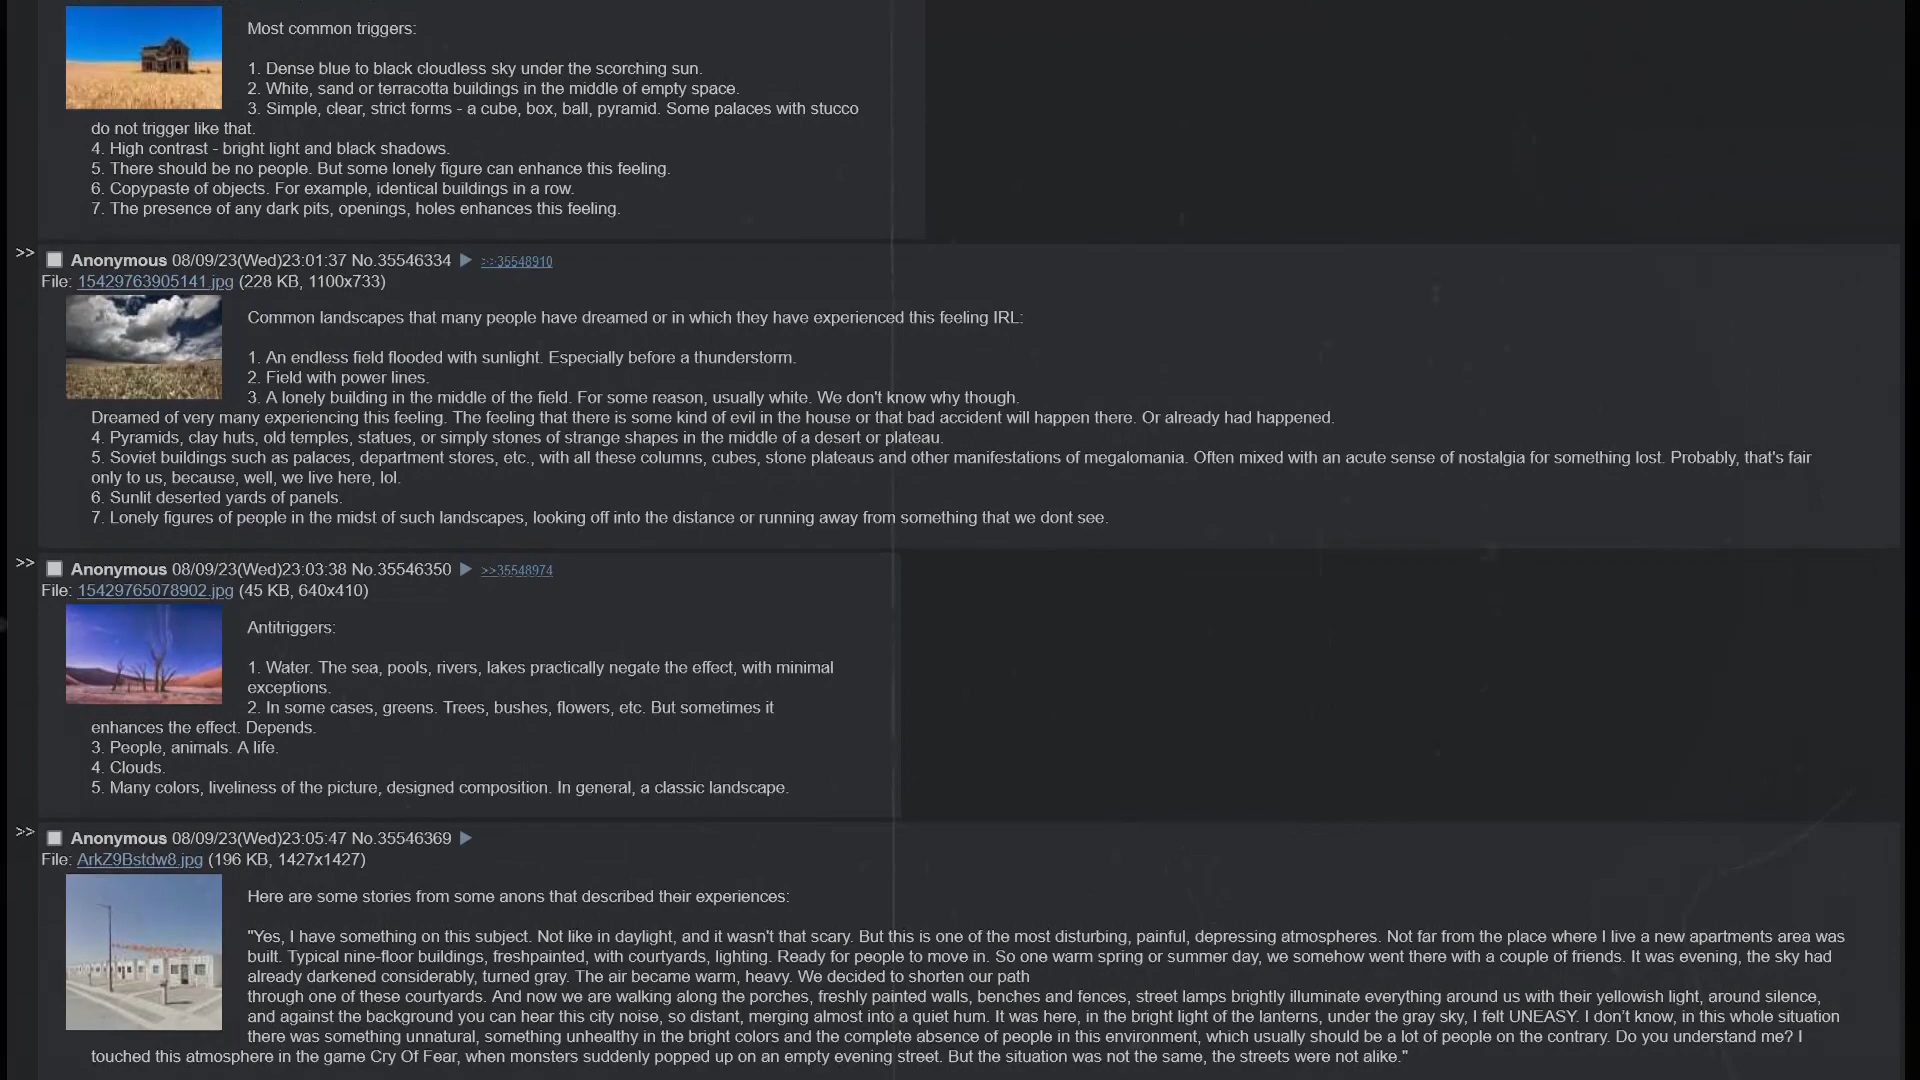 Most common triggers:
1. Dense blue to black cloudless sky under the scorching sun.
2. White, sand or terracotta buildings in the middle of empty space.
3. Simple, clear, strict forms - a cube, box, ball, pyramid. Some palaces with stucco
do not trigger like that.
4. High contrast - bright light and black shadows.
5. There should be no people. But some lonely figure can enhance this feeling.
6. Copypaste of objects. For example, identical buildings in a row.
7. The presence of any dark pits, openings, holes enhances this feeling.
>> Anonymous 08/09/23(Wed)23:01:37 No.35546334 ▶ >>35548910
File: 15429763905141.jpg (228 KB, 1100x733)
Common landscapes that many people have dreamed or in which they have experienced this feeling IRL:
1. An endless field flooded with sunlight. Especially before a thunderstorm.
2. Field with power lines.
3. A lonely building in the middle of the field. For some reason, usually white. We don't know why though.
Dreamed of very many experiencing this feeling. The feeling that there is some kind of evil in the house or that bad accident will happen there. Or already had happened.
4. Pyramids, clay huts, old temples, statues, or simply stones of strange shapes in the middle of a desert or plateau.
5. Soviet buildings such as palaces, department stores, etc., with all these columns, cubes, stone plateaus and other manifestations of megalomania. Often mixed with an acute sense of nostalgia for something lost. Probably, that's fair
only to us, because, well, we live here, lol.
6. Sunlit deserted yards of panels.
7. Lonely figures of people in the midst of such landscapes, looking off into the distance or running away from something that we dont see.
>> Anonymous 08/09/23(Wed)23:03:38 No.35546350 ▶ >>35548974
File: 15429765078902.jpg (45 KB, 640x410)
Antitriggers:
1. Water. The sea, pools, rivers, lakes practically negate the effect, with minimal
exceptions.
2. In some cases, greens. Trees, bushes, flowers, etc. But sometimes it
enhances the effect. Depends.
3. People, animals. A life.
4. Clouds.
5. Many colors, liveliness of the picture, designed composition. In general, a classic landscape.
>> Anonymous 08/09/23(Wed)23:05:47 No.35546369 ▶
File: ArkZ9Bstdw8.jpg (196 KB, 1427x1427)
Here are some stories from some anons that described their experiences:
"Yes, I have something on this subject. Not like in daylight, and it wasn't that scary. But this is one of the most disturbing, painful, depressing atmospheres. Not far from the place where I live a new apartments area was
built. Typical nine-floor buildings, freshpainted, with courtyards, lighting. Ready for people to move in. So one warm spring or summer day, we somehow went there with a couple of friends. It was evening, the sky had
already darkened considerably, turned gray. The air became warm, heavy. We decided to shorten our path
through one of these courtyards. And now we are walking along the porches, freshly painted walls, benches and fences, street lamps brightly illuminate everything around us with their yellowish light, around silence,
and against the background you can hear this city noise, so distant, merging almost into a quiet hum. It was here, in the bright light of the lanterns, under the gray sky, I felt UNEASY. I don't know, in this whole situation
there was something unnatural, something unhealthy in the bright colors and the complete absence of people in this environment, which usually should be a lot of people on the contrary. Do you understand me? I
touched this atmosphere in the game Cry Of Fear, when monsters suddenly popped up on an empty evening street. But the situation was not the same, the streets were not alike."